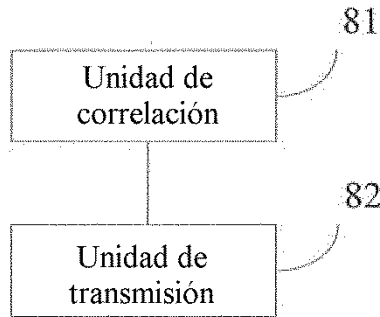 81
Unidad de
correlación
82
Unidad de
transmisión